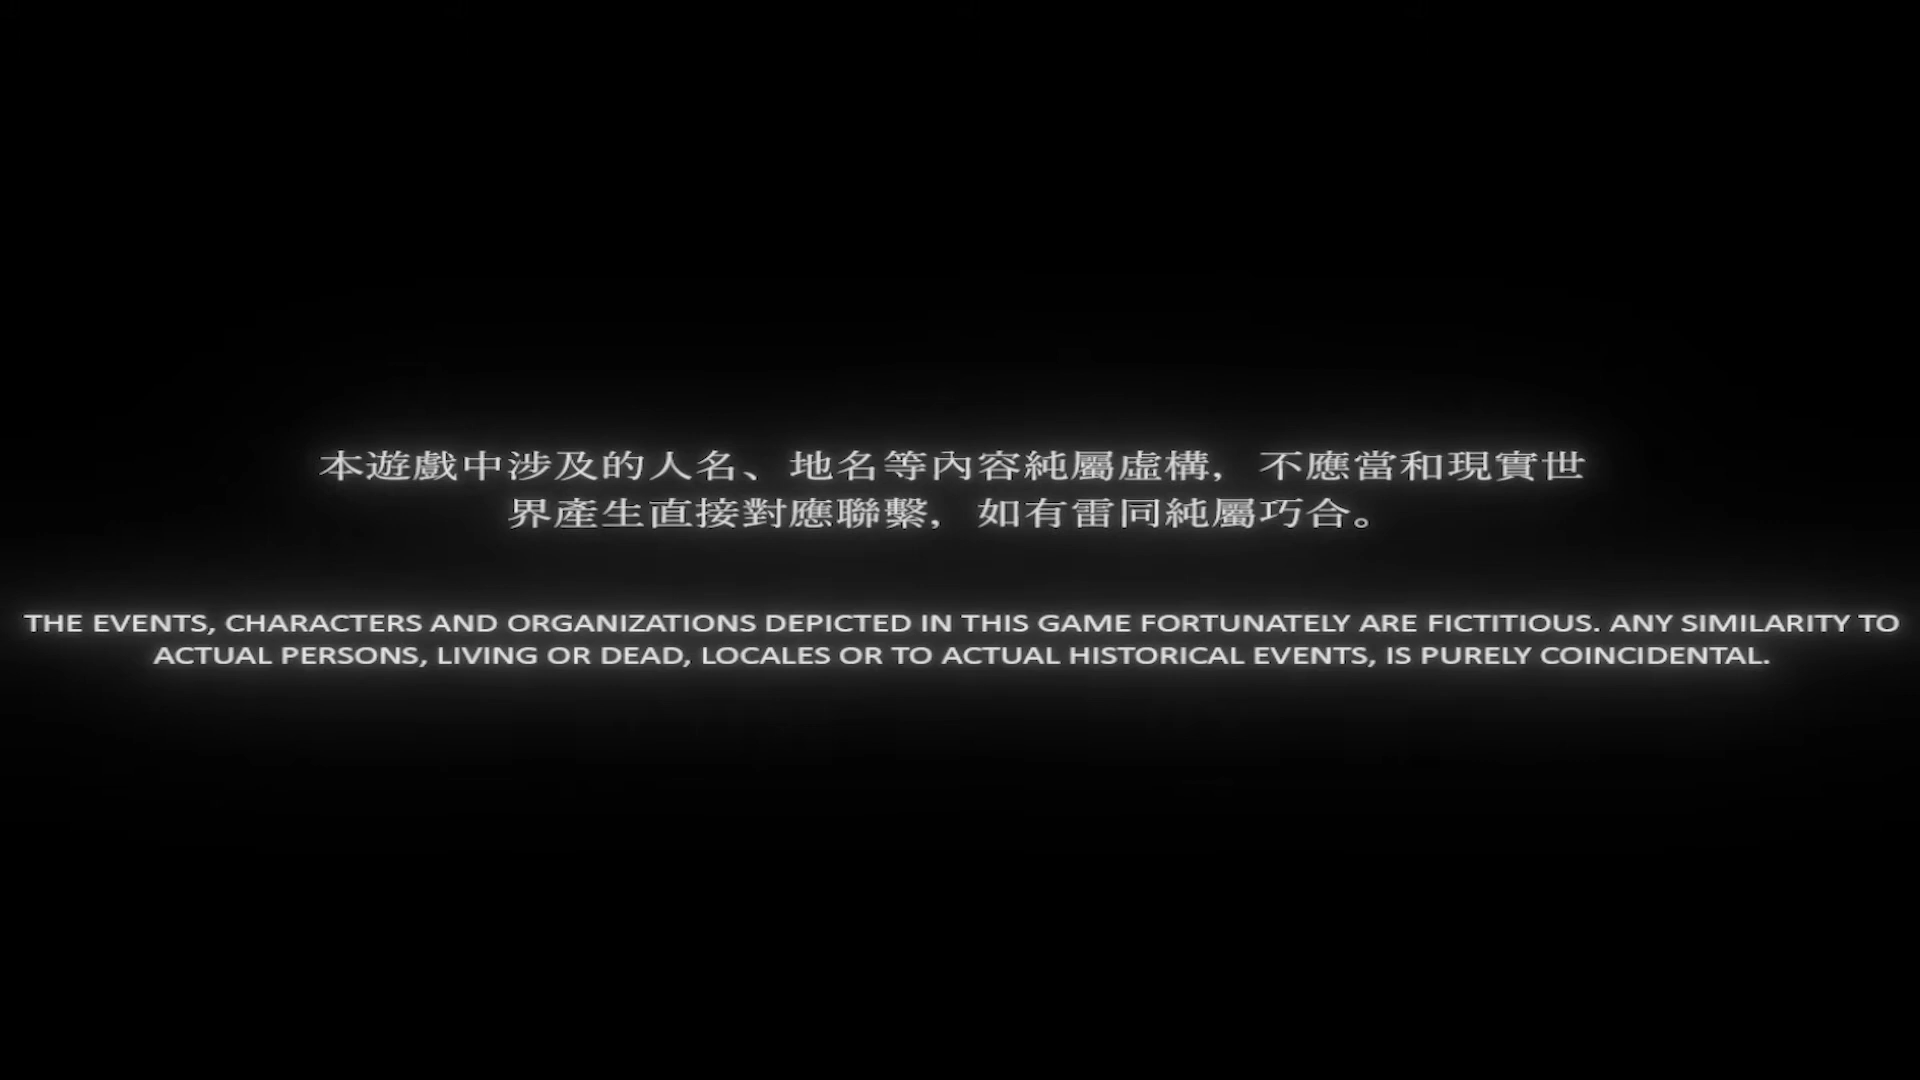 本遊戲中涉及的人名、地名等內容純屬虛構，不應當和現實世
界產生直接對應聯繫，如有雷同純屬巧合。
THE EVENTS, CHARACTERS AND ORGANIZATIONS DEPICTED IN THIS GAME FORTUNATELY ARE FICTITIOUS. ANY SIMILARITY TO
ACTUAL PERSONS, LIVING OR DEAD, LOCALES OR TO ACTUAL HISTORICAL EVENTS, IS PURELY COINCIDENTAL.